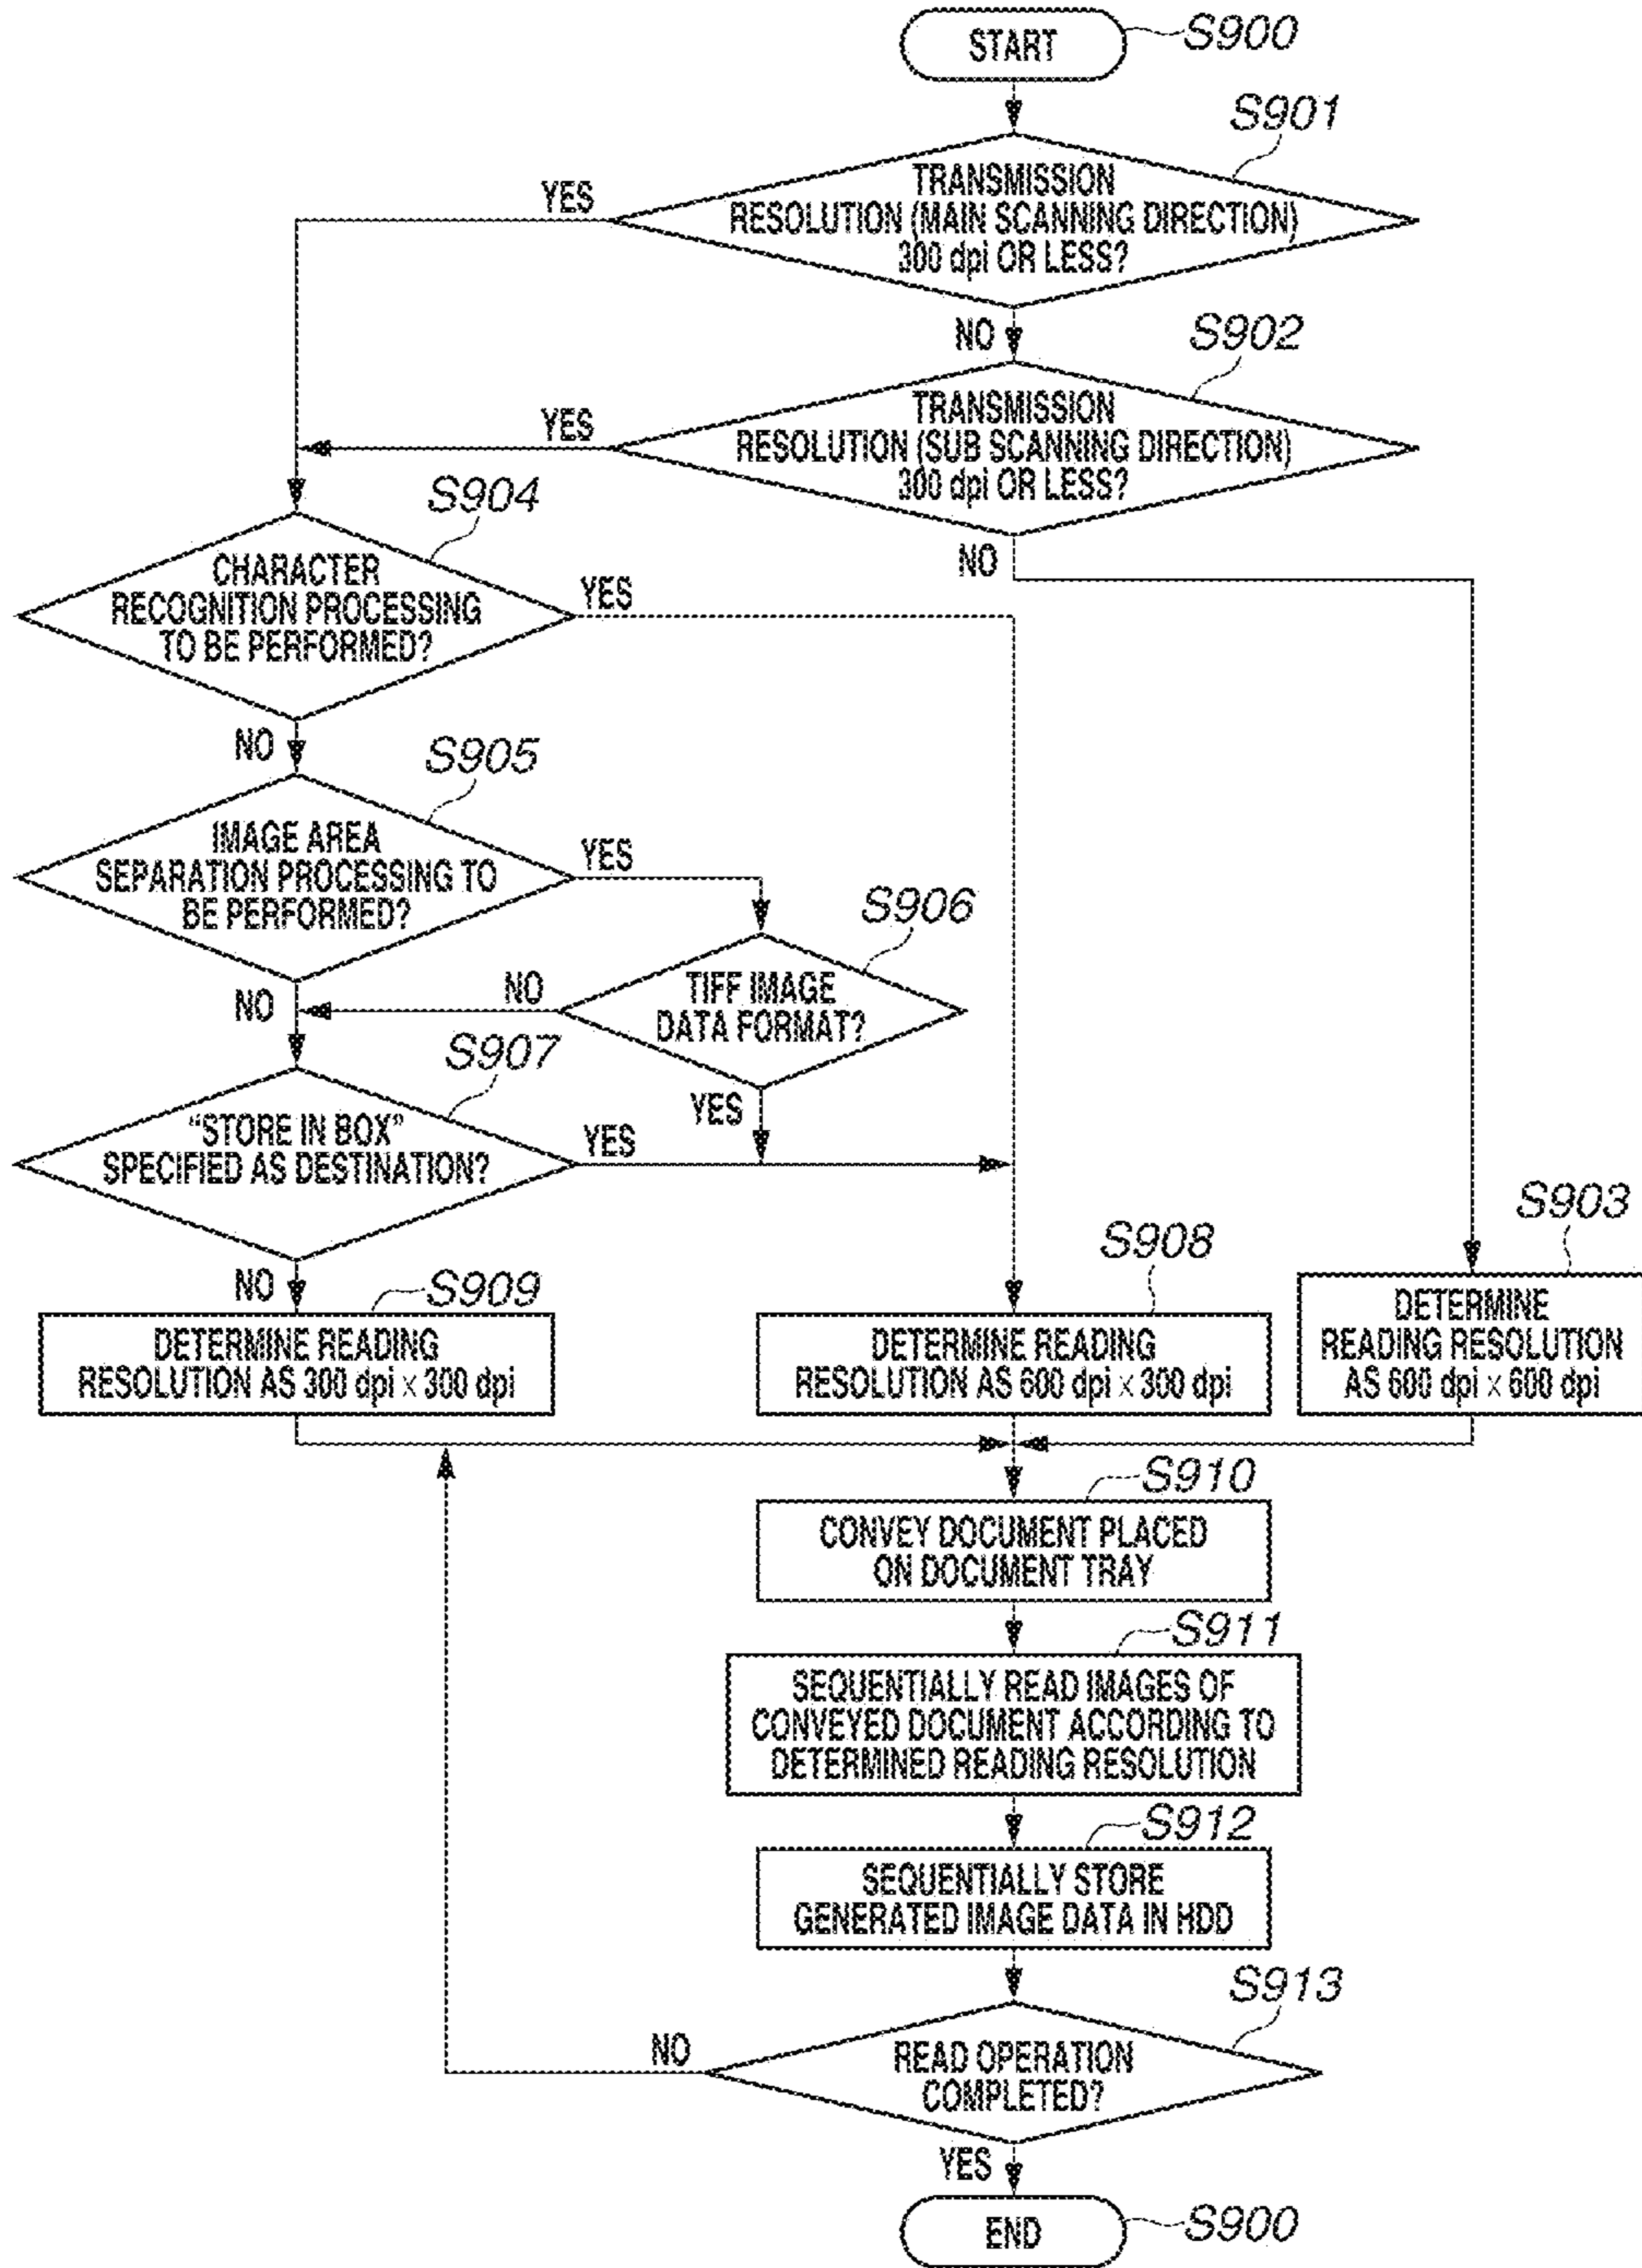 START
S900
S901
TRANSMISSION
RESOLUTION (MAIN SCANNING DIRECTION)
300 dpi OR LESS?
YES
NO
S902
TRANSMISSION
RESOLUTION (SUB SCANNING DIRECTION)
300 dpi OR LESS?
YES
NO
S904
CHARACTER
RECOGNITION PROCESSING
TO BE PERFORMED?
YES
NO
S905
IMAGE AREA
SEPARATION PROCESSING TO
BE PERFORMED?
YES
NO
S906
TIFF IMAGE
DATA FORMAT?
NO
YES
S907
“STORE IN BOX”
SPECIFIED AS DESTINATION?
YES
NO
S909
DETERMINE READING
RESOLUTION AS 300 dpi × 300 dpi
S908
DETERMINE READING
RESOLUTION AS 600 dpi × 300 dpi
S903
DETERMINE
READING RESOLUTION
AS 600 dpi × 600 dpi
S910
CONVEY DOCUMENT PLACED
ON DOCUMENT TRAY
S911
SEQUENTIALLY READ IMAGES OF
CONVEYED DOCUMENT ACCORDING TO
DETERMINED READING RESOLUTION
S912
SEQUENTIALLY STORE
GENERATED IMAGE DATA IN HDD
S913
READ OPERATION
COMPLETED?
NO
YES
END
S900